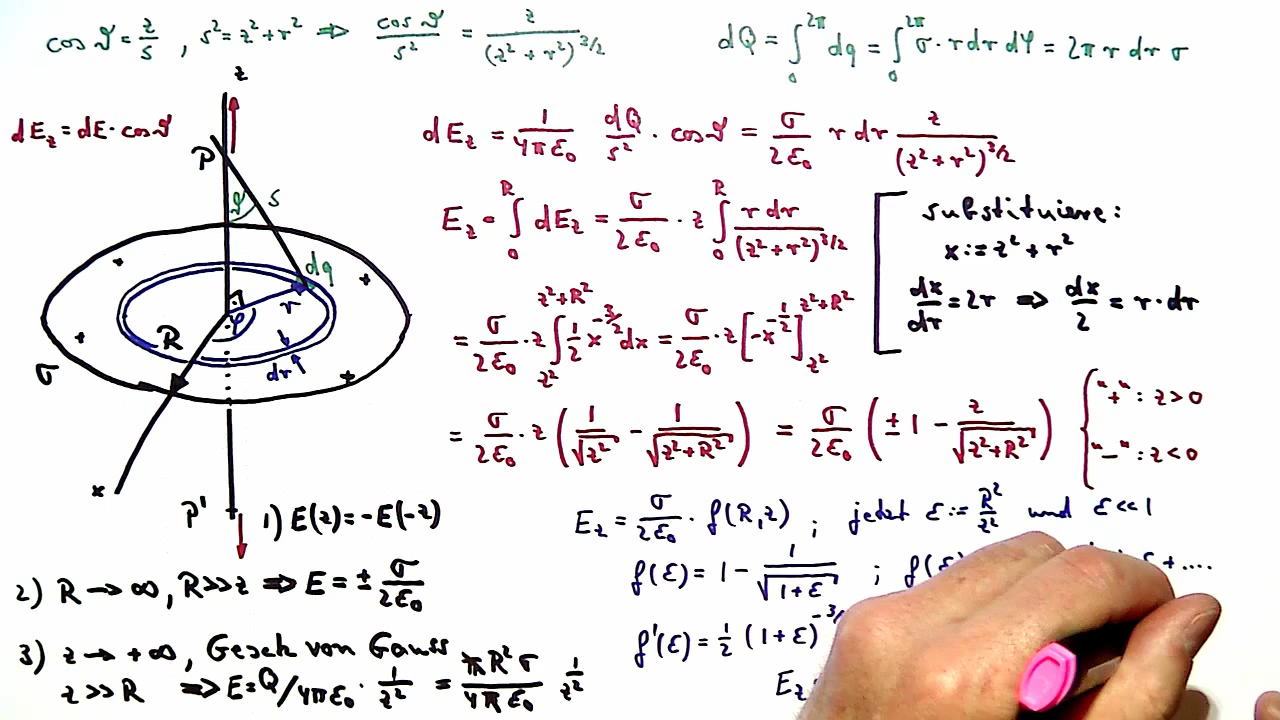 cos ϑ = z/s , s² = z² + r² ⇒ cos ϑ/s² = z/(z² + r²)^3/2
dQ = ∫₀^2π dq = ∫₀^2π σ · r dr dφ = 2π r dr σ
z
dE_z = dE · cos ϑ
dE_z = 1/(4πε₀) dQ/s² · cos ϑ = σ/(2ε₀) r dr z/(z² + r²)^3/2
P
ϑ s
E_z = ∫₀^R dE_z = σ/(2ε₀) · z ∫₀^R r dr/(z² + r²)^3/2
substituiere:
x := z² + r²
dx/dr = 2r ⇒ dx/2 = r · dr
+ dq +
r
φ
+ R
σ dr +
= σ/(2ε₀) · z ∫_z²^z²+R² 1/2 x^-3/2 dx = σ/(2ε₀) · z [-x^-1/2]_z²^z²+R²
= σ/(2ε₀) · z (1/√z² - 1/√(z²+R²)) = σ/(2ε₀) (± 1 - z/√(z²+R²)) { "+" : z > 0
"-" : z < 0
x
P' 1) E(z) = -E(-z)
E_z = σ/(2ε₀) · f(R,z) ; jetzt ε := R²/z² und ε << 1
2) R → ∞, R >> z ⇒ E = ± σ/(2ε₀)
f(ε) = 1 - 1/√(1+ε) ; f(ε + ....
3) z → +∞, Gesetz von Gauss
f'(ε) = 1/2 (1+ε)^-3/
z >> R ⇒ E = Q/4πε₀ · 1/z² = πR²σ/(4πε₀) 1/z²
E_z